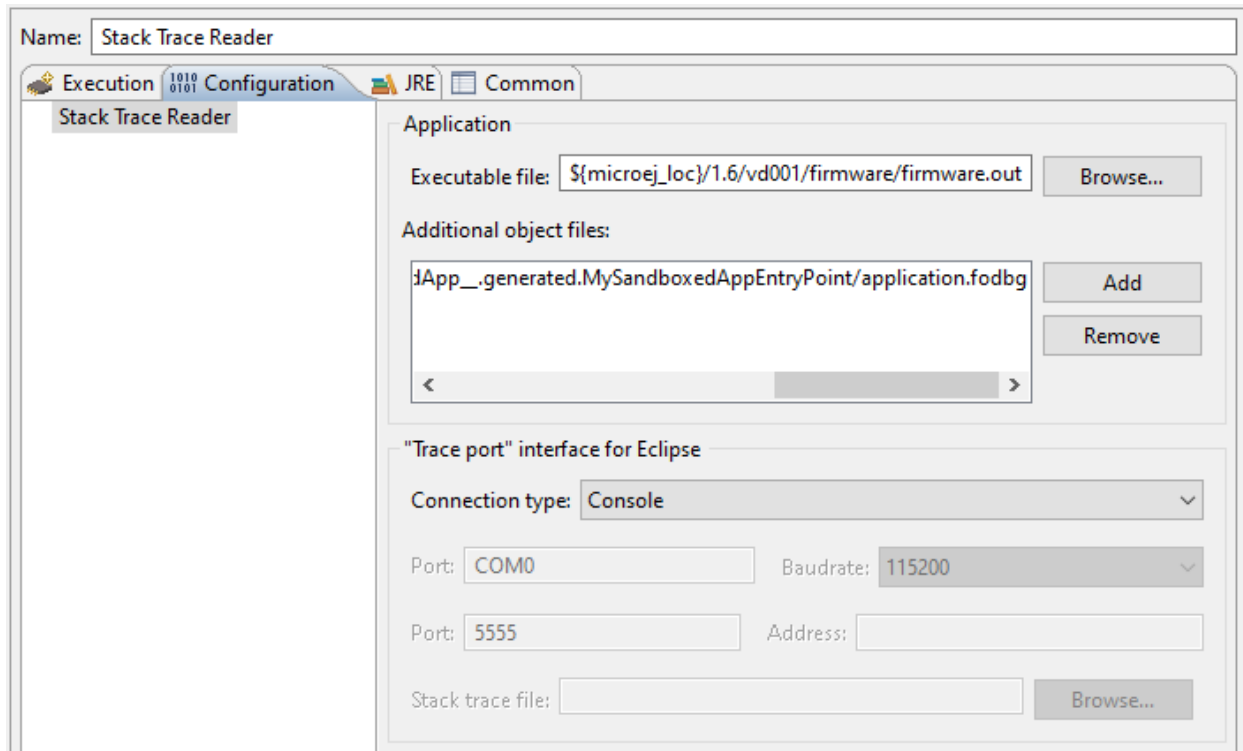 Name: Stack Trace Reader
Execution 1010 0101 Configuration JRE Common
Stack Trace Reader
Application
Executable file: ${microej_loc}/1.6/vd001/firmware/firmware.out Browse...
Additional object files:
dApp__.generated.MySandboxedAppEntryPoint/application.fodbg Add
Remove
"Trace port" interface for Eclipse
Connection type: Console
Port: COM0 Baudrate: 115200
Port: 5555 Address:
Stack trace file: Browse...